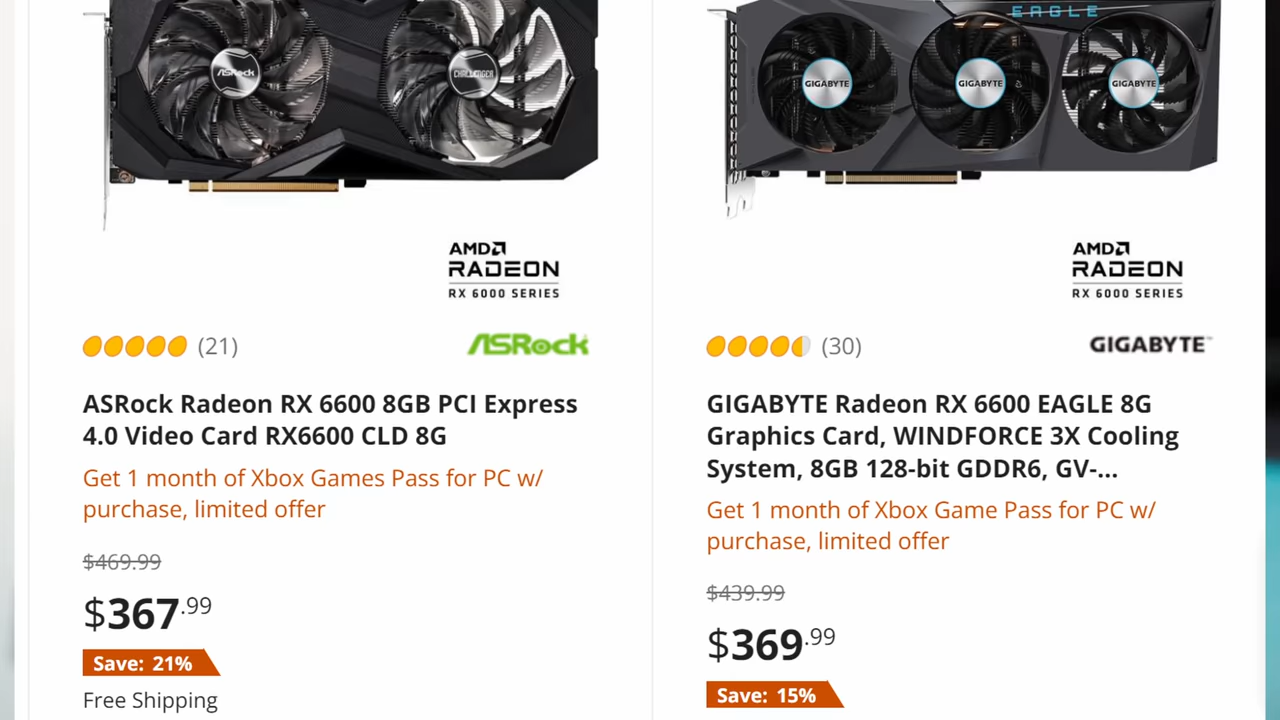 ASRock
CHALLENGER
AMD
RADEON
RX 6000 SERIES
(21)
ASRock
ASRock Radeon RX 6600 8GB PCI Express
4.0 Video Card RX6600 CLD 8G
Get 1 month of Xbox Games Pass for PC w/
purchase, limited offer
$469.99
$367.99
Save: 21%
Free Shipping
EAGLE
GIGABYTE
GIGABYTE
GIGABYTE
AMD
RADEON
RX 6000 SERIES
(30)
GIGABYTE™
GIGABYTE Radeon RX 6600 EAGLE 8G
Graphics Card, WINDFORCE 3X Cooling
System, 8GB 128-bit GDDR6, GV-...
Get 1 month of Xbox Game Pass for PC w/
purchase, limited offer
$439.99
$369.99
Save: 15%